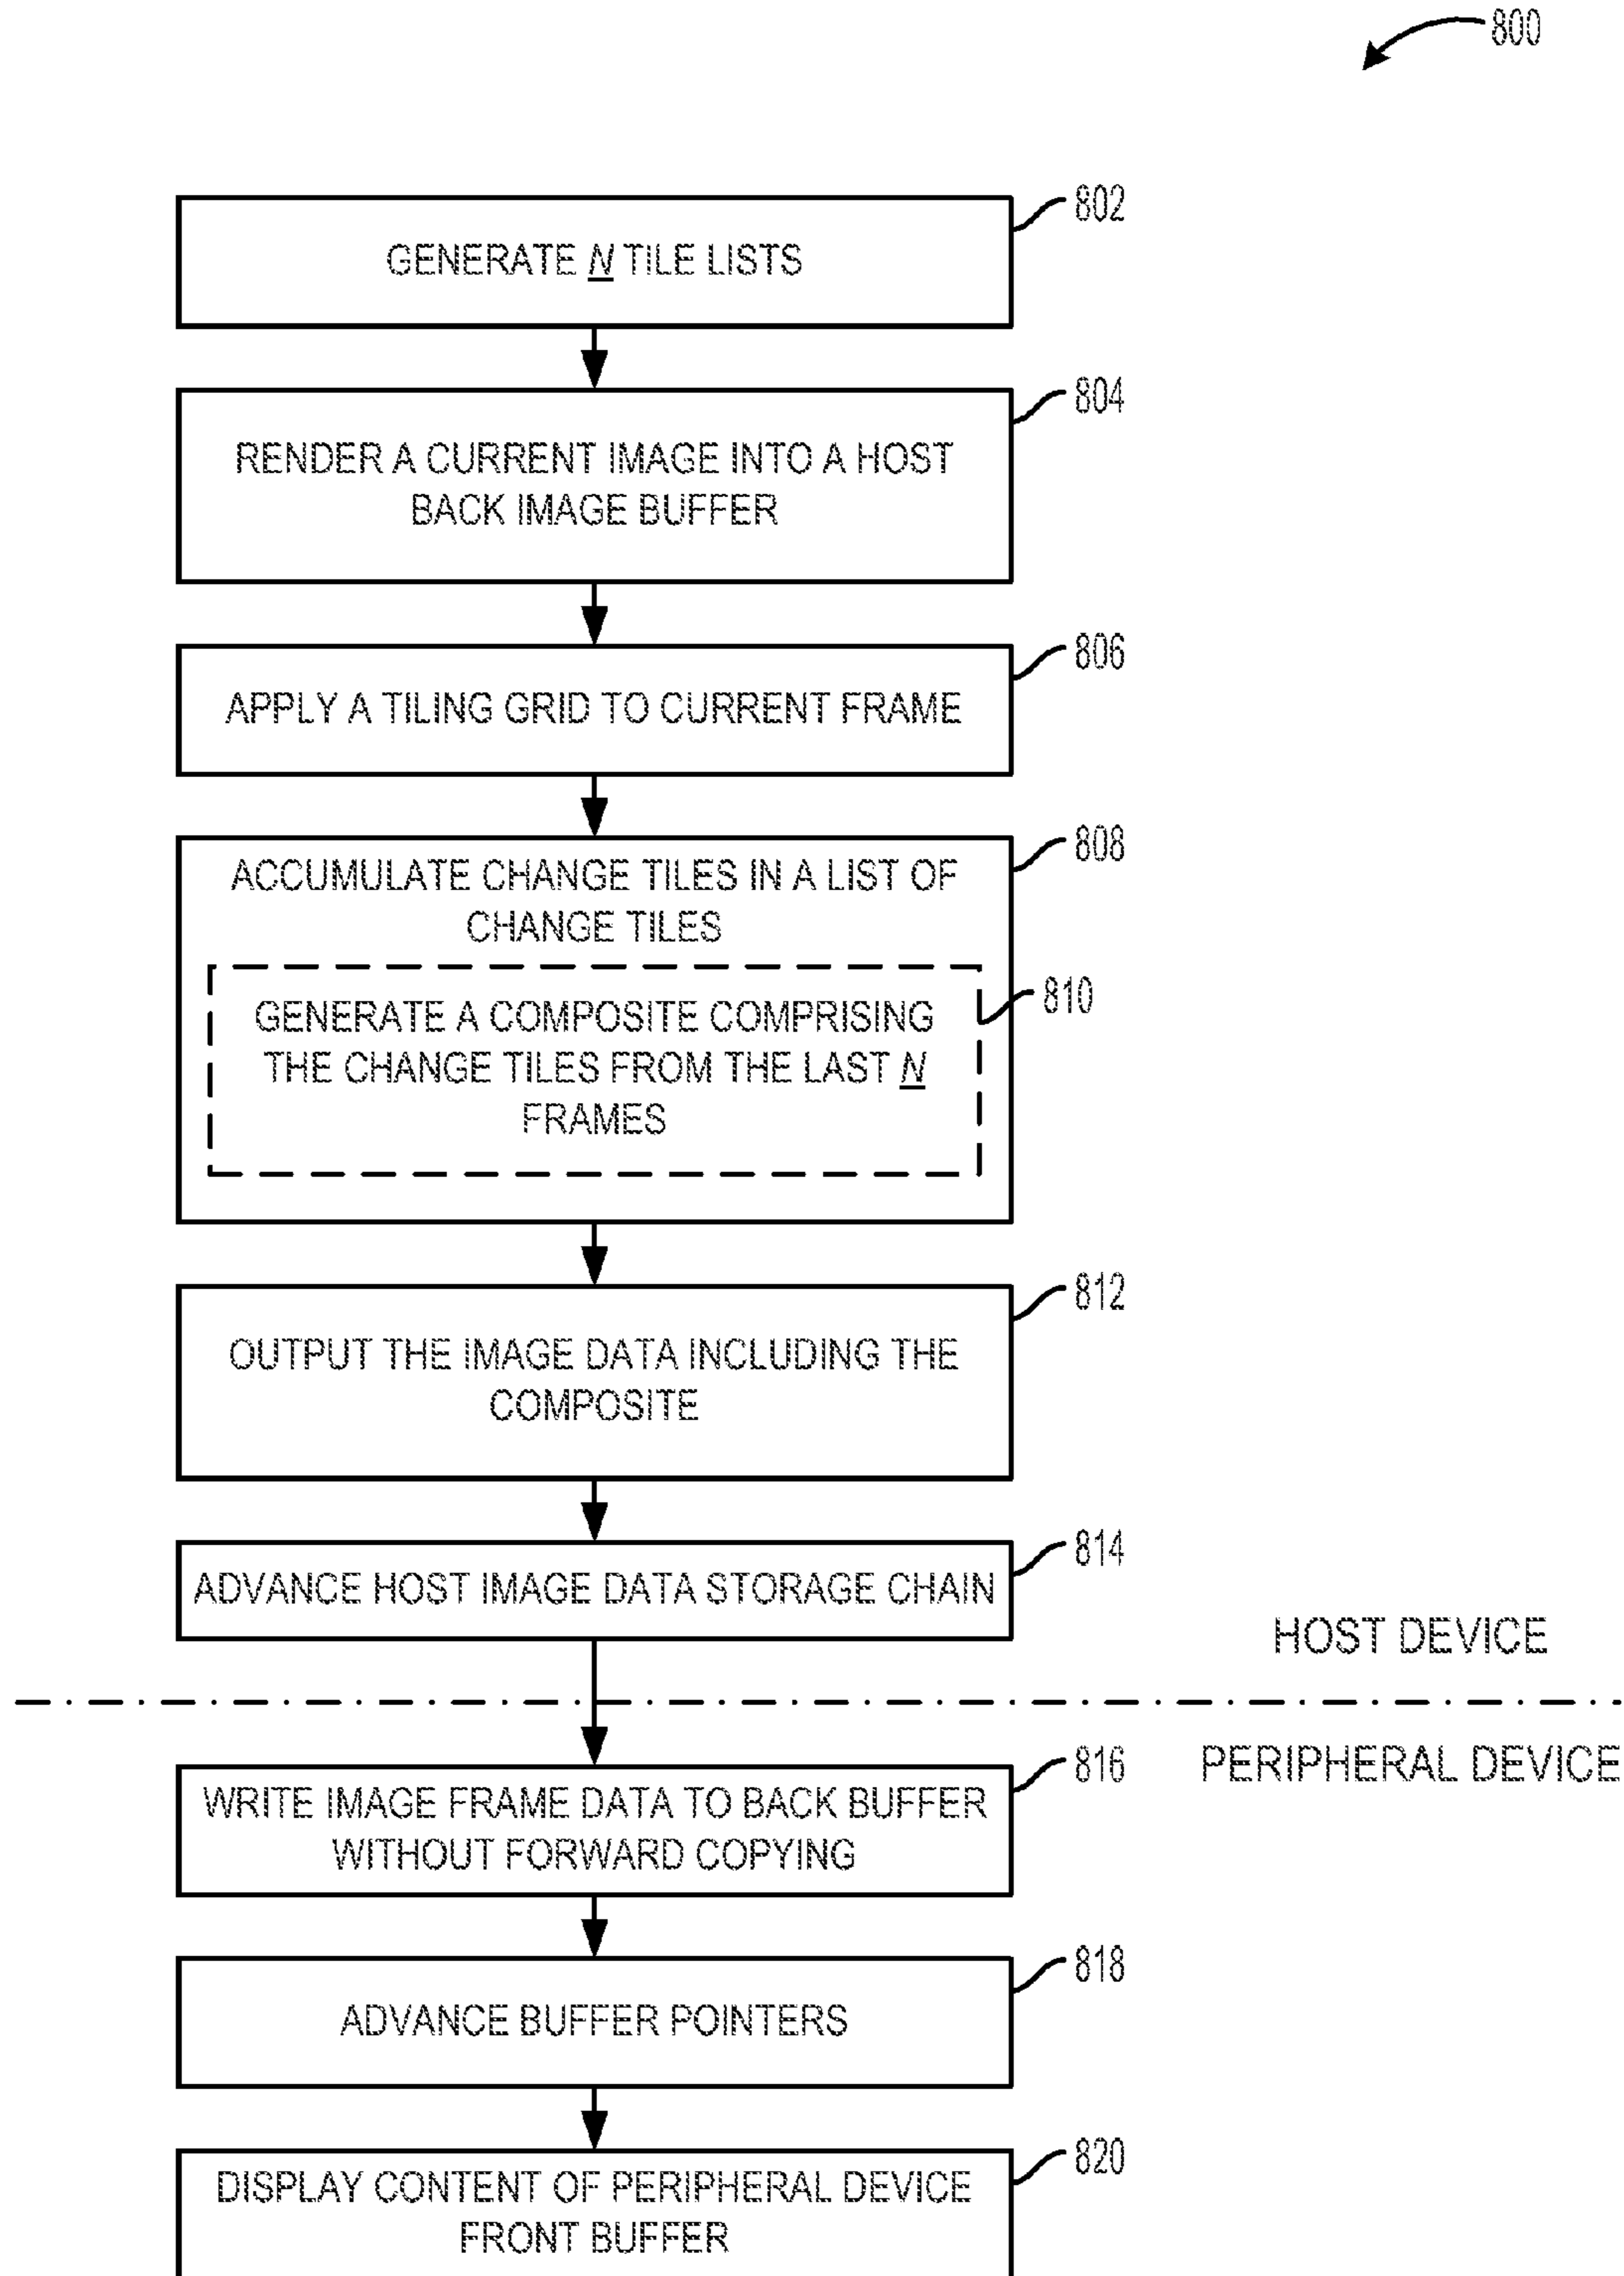 800
802
GENERATE N TILE LISTS
804
RENDER A CURRENT IMAGE INTO A HOST
BACK IMAGE BUFFER
806
APPLY A TILING GRID TO CURRENT FRAME
808
ACCUMULATE CHANGE TILES IN A LIST OF
CHANGE TILES
810
GENERATE A COMPOSITE COMPRISING
THE CHANGE TILES FROM THE LAST N
FRAMES
812
OUTPUT THE IMAGE DATA INCLUDING THE
COMPOSITE
814
ADVANCE HOST IMAGE DATA STORAGE CHAIN
HOST DEVICE
PERIPHERAL DEVICE
816
WRITE IMAGE FRAME DATA TO BACK BUFFER
WITHOUT FORWARD COPYING
818
ADVANCE BUFFER POINTERS
820
DISPLAY CONTENT OF PERIPHERAL DEVICE
FRONT BUFFER